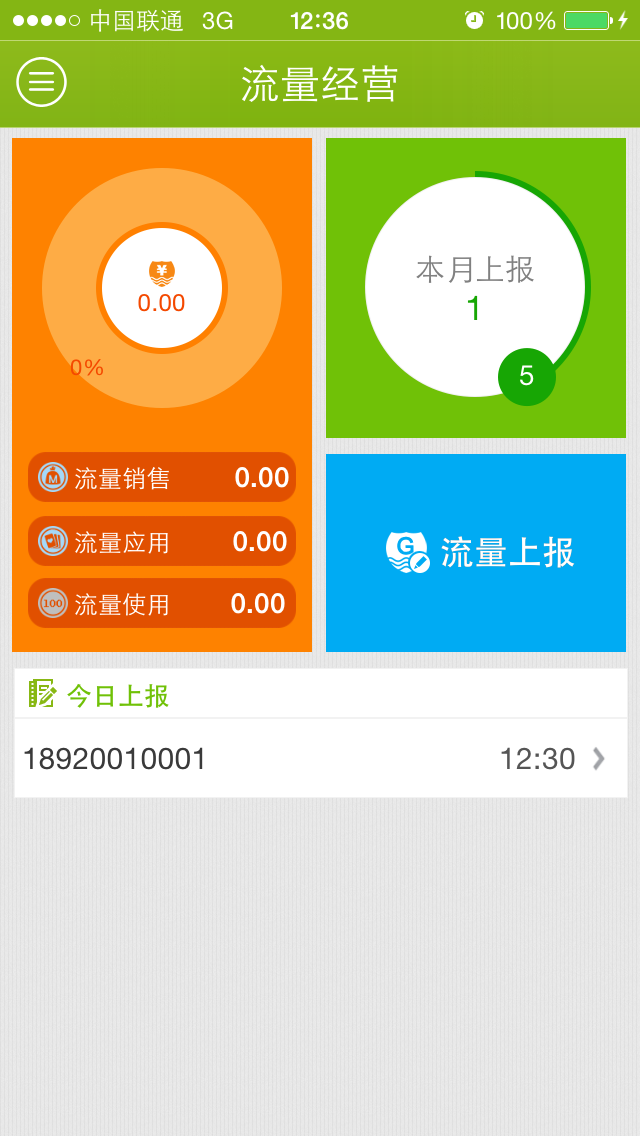 中国联通 3G 12:36 100%
流量经营
¥
0.00
0%
M 流量销售 0.00
流量应用 0.00
100 流量使用 0.00
本月上报
1
5
G 流量上报
今日上报
18920010001 12:30